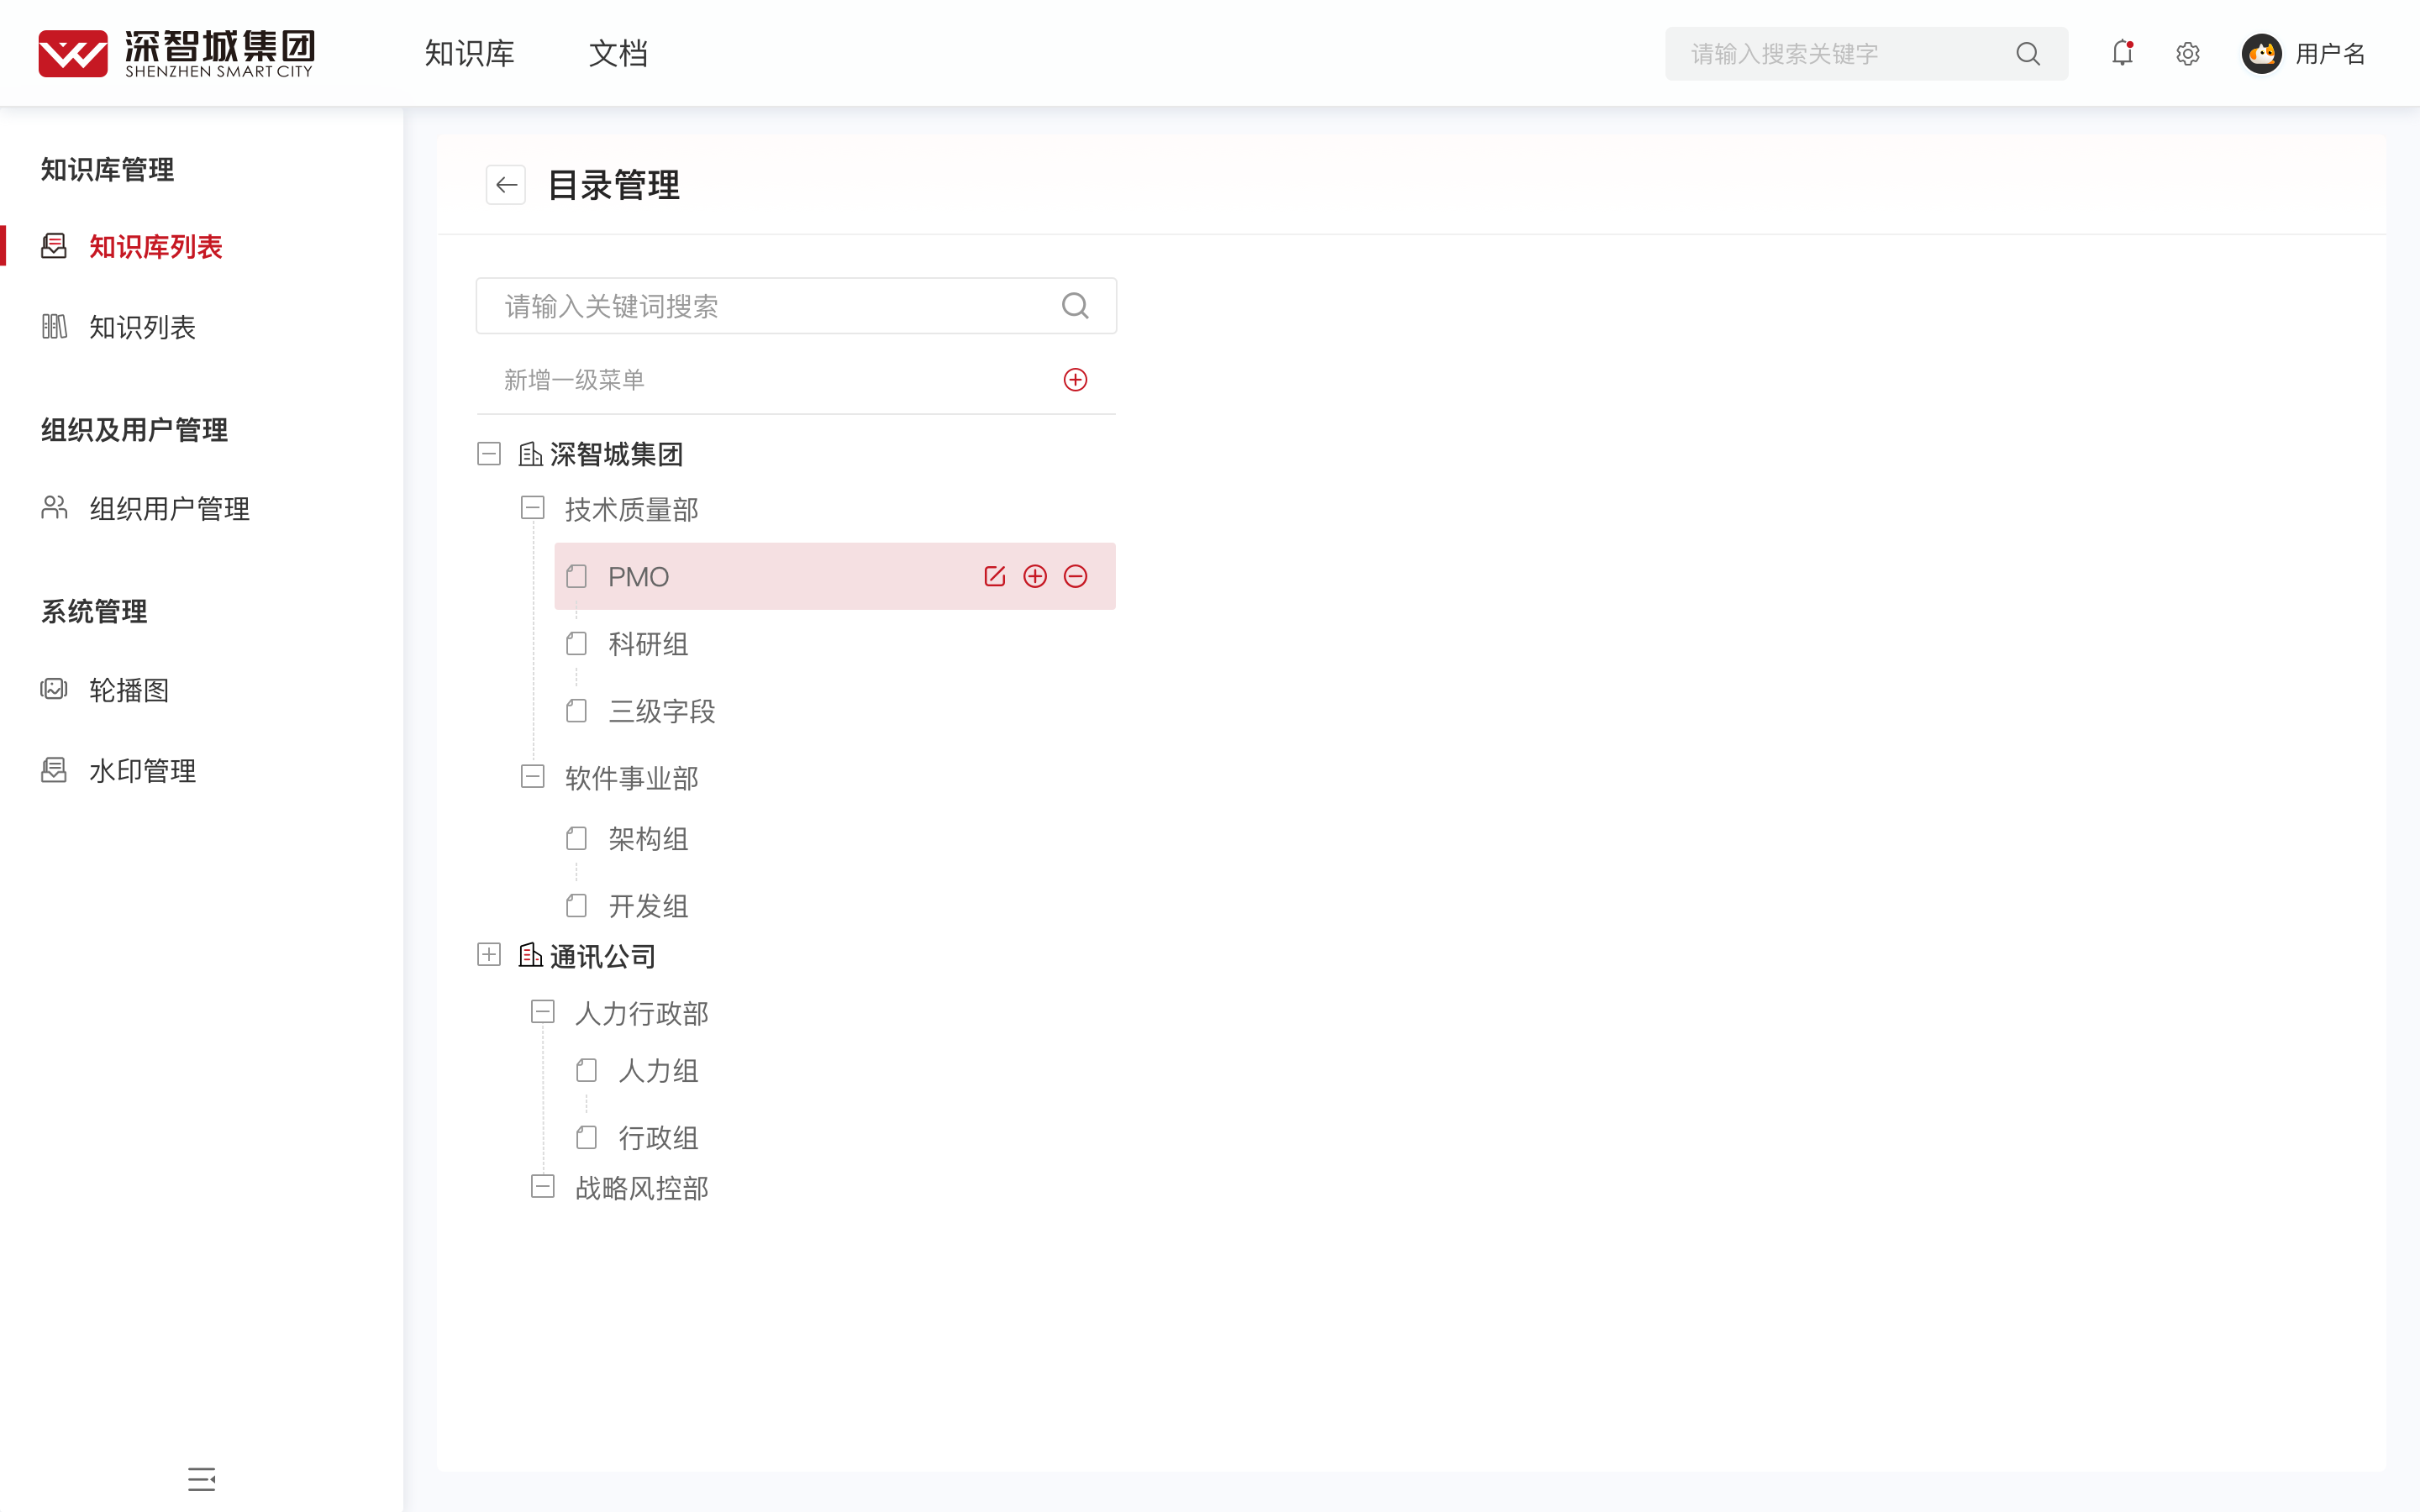 深智城集团
SHENZHEN SMART CITY
知识库
文档
请输入搜索关键字
用户名
知识库管理
知识库列表
知识列表
组织及用户管理
组织用户管理
系统管理
轮播图
水印管理
目录管理
请输入关键词搜索
新增一级菜单
深智城集团
技术质量部
PMO
科研组
三级字段
软件事业部
架构组
开发组
通讯公司
人力行政部
人力组
行政组
战略风控部